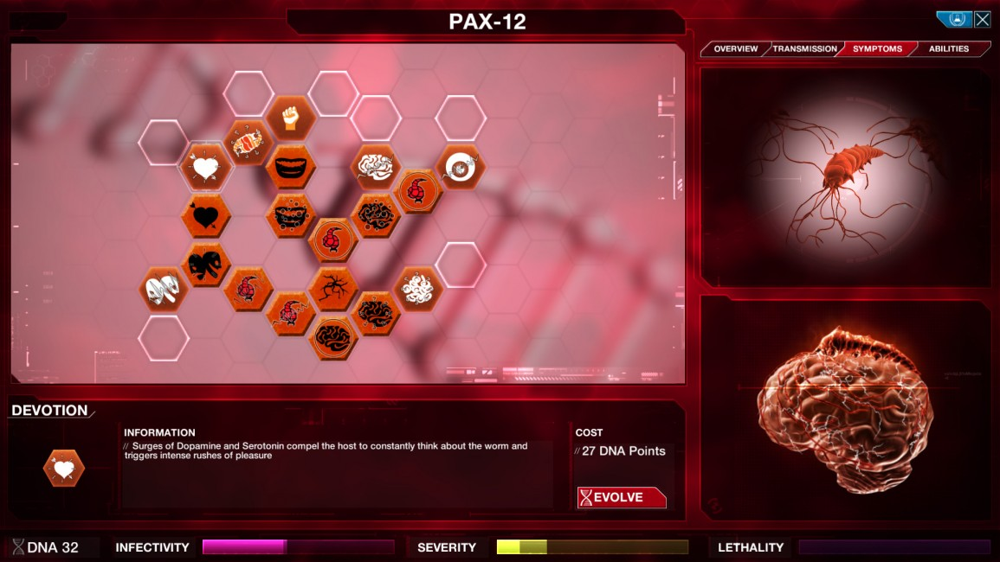 PAX-12
OVERVIEW
TRANSMISSION
SYMPTOMS
ABILITIES
DEVOTION
INFORMATION
// Surges of Dopamine and Serotonin compel the host to constantly think about the worm and
triggers intense rushes of pleasure
COST
// 27 DNA Points
EVOLVE
DNA 32
INFECTIVITY
SEVERITY
LETHALITY